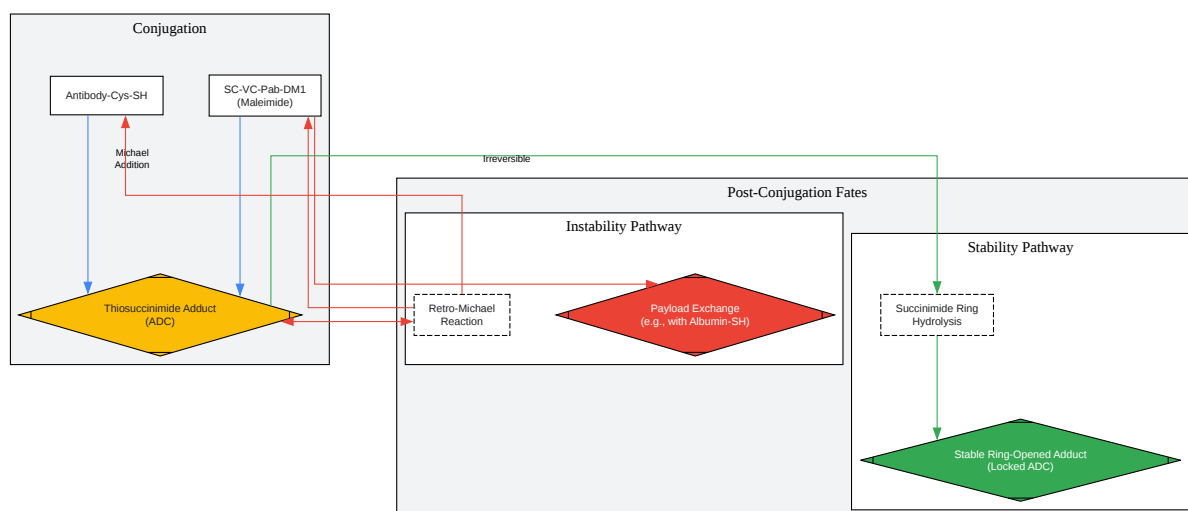 Conjugation
Antibody-Cys-SH
SC-VC-Pab-DM1
(Maleimide)
Michael
Addition
Irreversible
Post-Conjugation Fates
Instability Pathway
Stability Pathway
Thiosuccinimide Adduct
(ADC)
Retro-Michael
Reaction
Payload Exchange
(e.g., with Albumin-SH)
Succinimide Ring
Hydrolysis
Stable Ring-Opened Adduct
(Locked ADC)